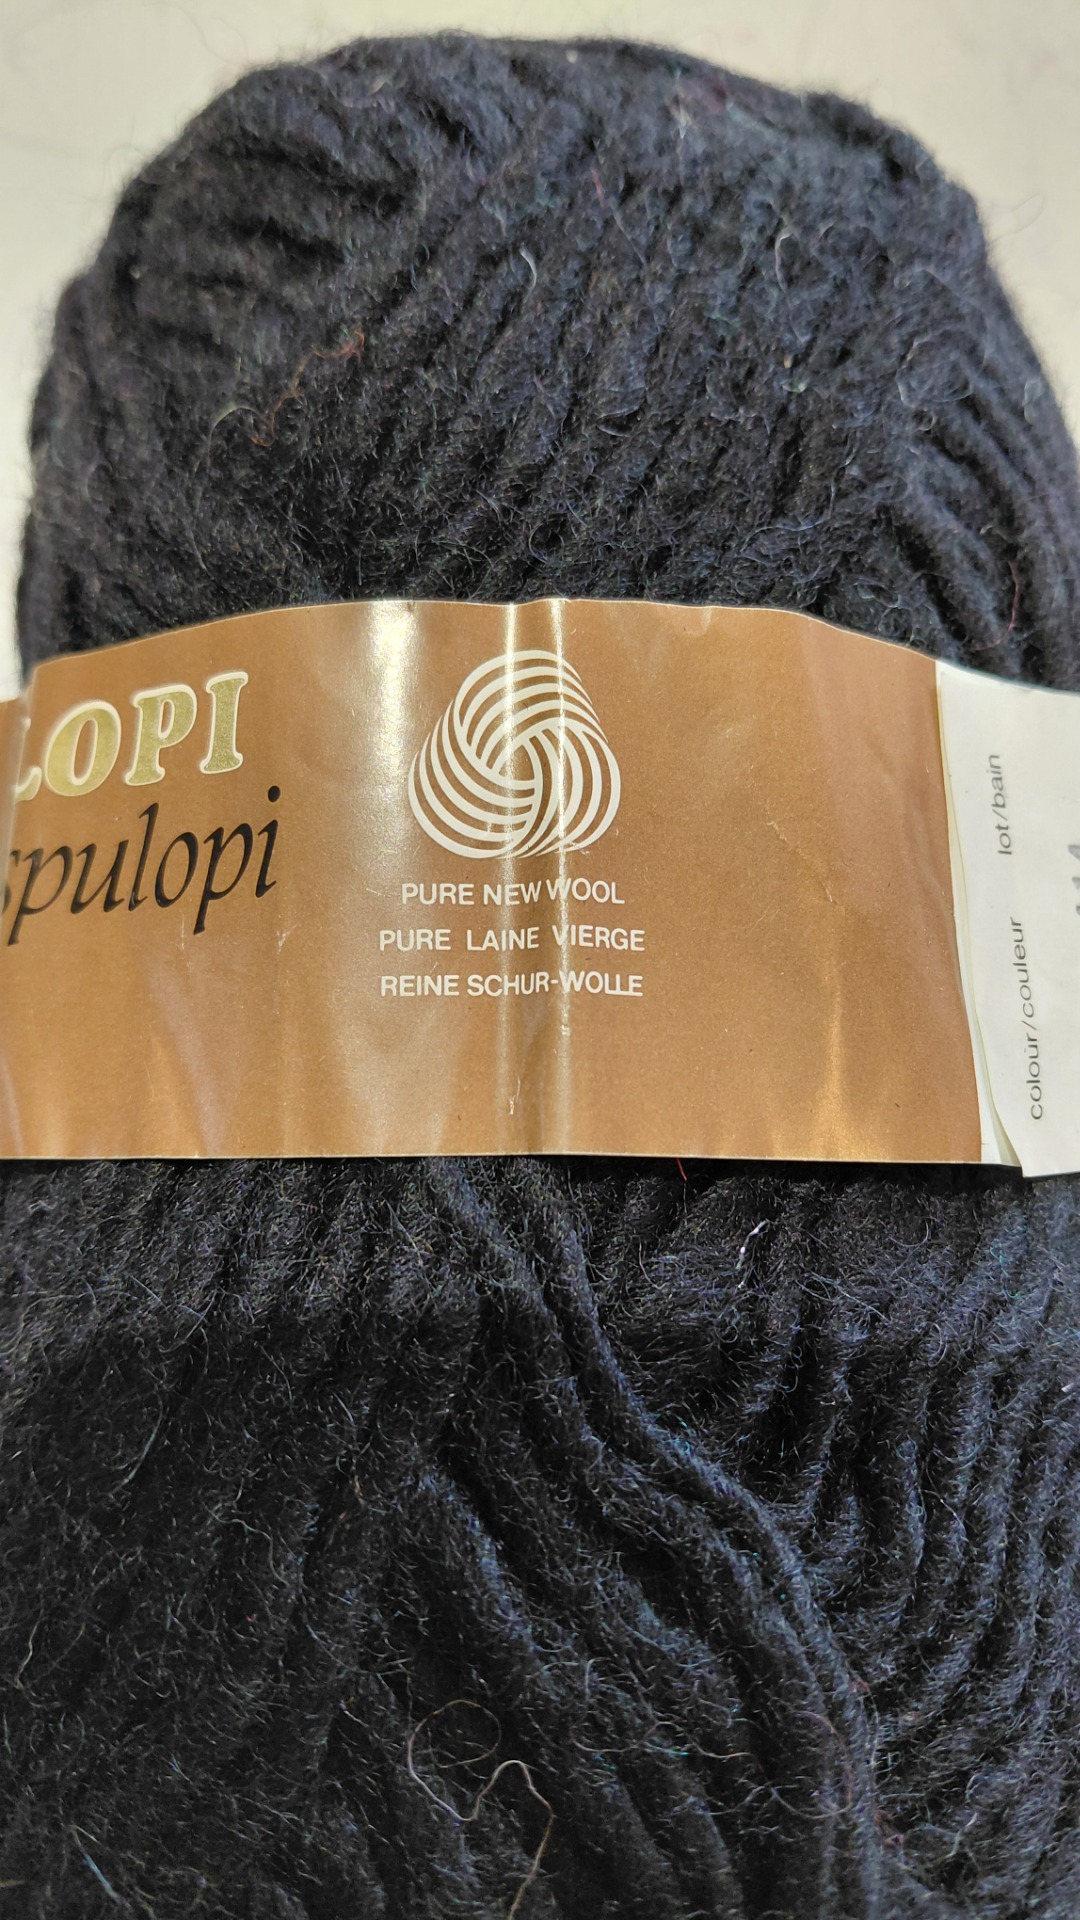 LOPI
spulopi
PURE NEW WOOL
PURE LAINE VIERGE
REINE SCHUR-WOLLE
colour/couleur lot/bain